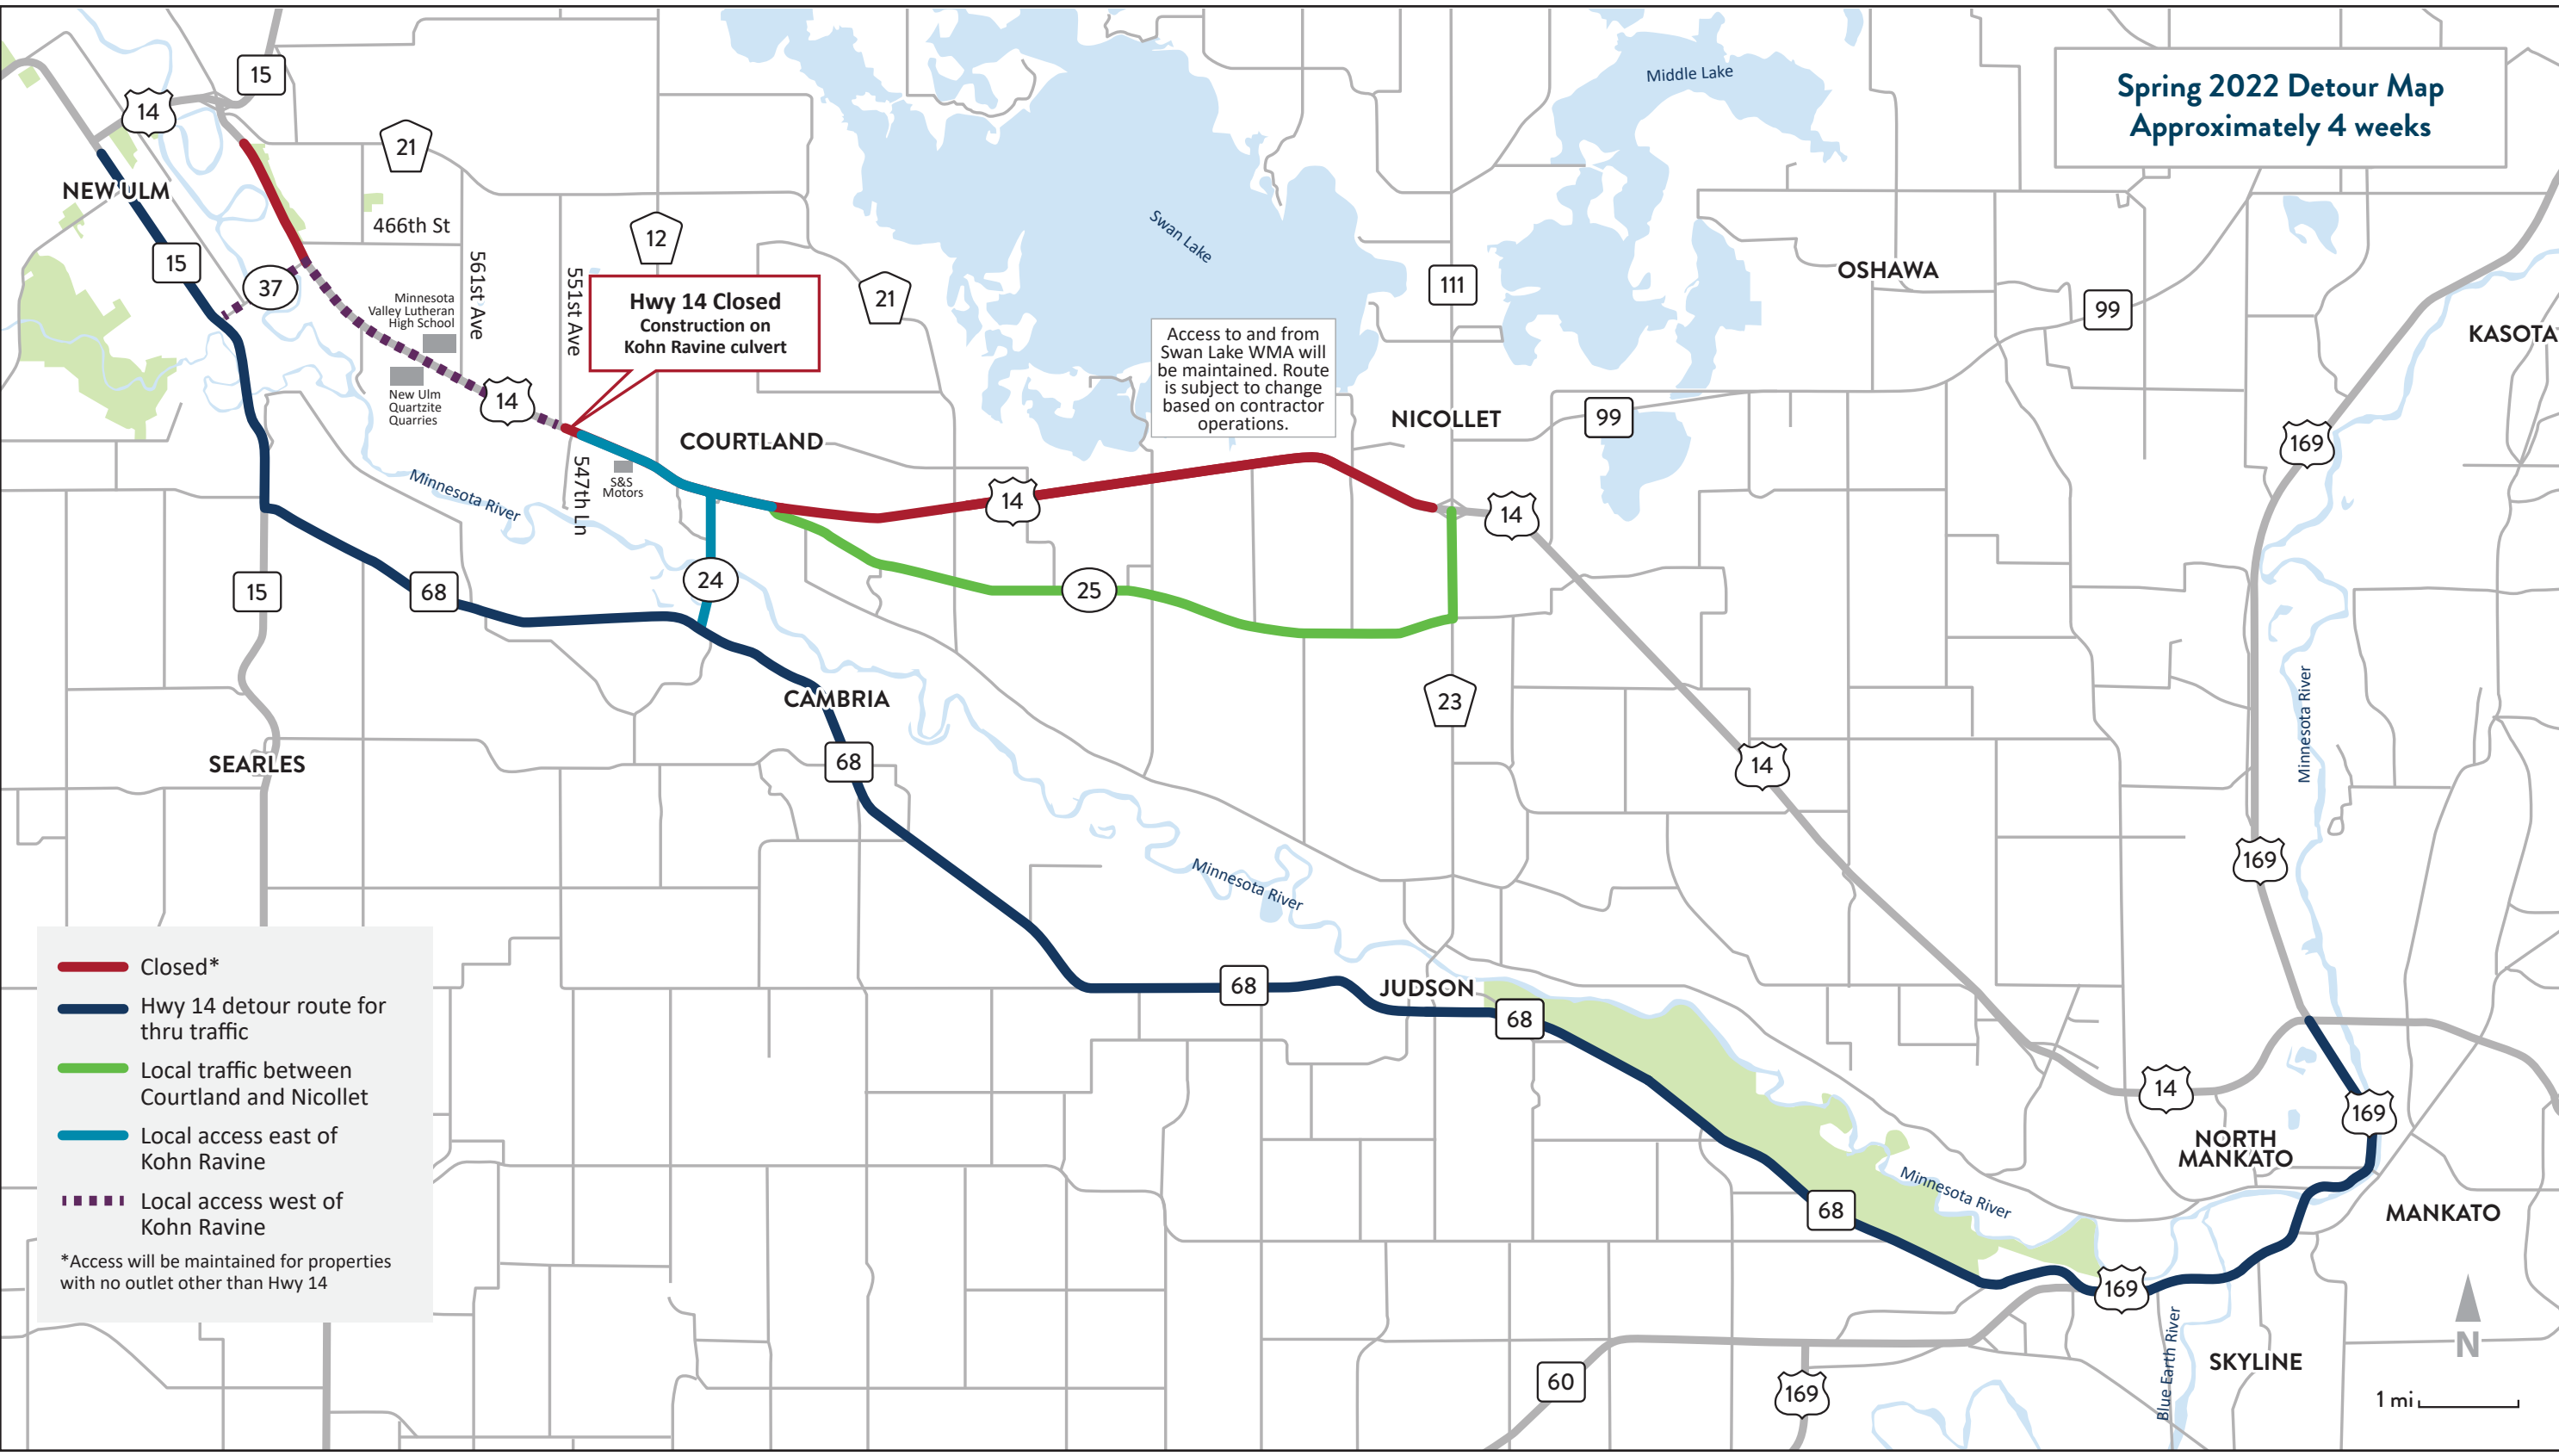 Spring 2022 Detour Map
Approximately 4 weeks
15
14
21
NEW ULM
466th St
15
37
561st Ave
551st Ave
12
21
Minnesota
Valley Lutheran
High School
New Ulm
Quartzite
Quarries
14
Hwy 14 Closed
Construction on
Kohn Ravine culvert
COURTLAND
547th Ln
S&S
Motors
Swan Lake
Middle Lake
111
Access to and from
Swan Lake WMA will
be maintained. Route
is subject to change
based on contractor
operations.
NICOLLET
OSHAWA
99
99
KASOTA
169
14
14
Minnesota River
15
68
24
25
23
CAMBRIA
SEARLES
68
14
Minnesota River
169
Minnesota River
68
JUDSON
68
14
169
NORTH
MANKATO
Minnesota River
68
MANKATO
169
Blue Earth River
SKYLINE
60
169
N
1 mi
Closed*
Hwy 14 detour route for
thru traffic
Local traffic between
Courtland and Nicollet
Local access east of
Kohn Ravine
Local access west of
Kohn Ravine
*Access will be maintained for properties
with no outlet other than Hwy 14